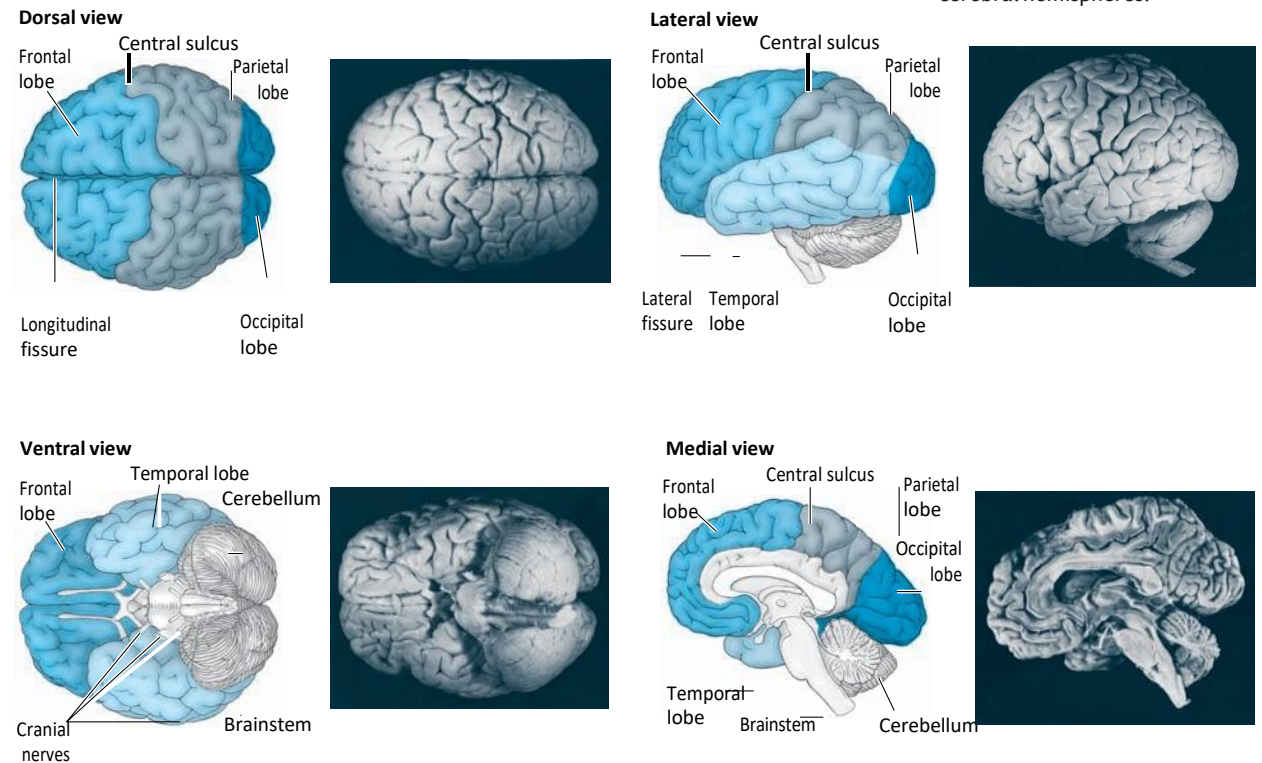 cerebral hemispheres.
Dorsal view
Central sulcus
Frontal
lobe
Parietal
lobe
Longitudinal
fissure
Occipital
lobe
Lateral view
Central sulcus
Frontal
lobe
Parietal
lobe
Lateral
fissure
Temporal
lobe
Occipital
lobe
Ventral view
Temporal lobe
Frontal
lobe
Cerebellum
Cranial
nerves
Brainstem
Medial view
Central sulcus
Frontal
lobe
Parietal
lobe
Occipital
lobe
Temporal
lobe
Brainstem
Cerebellum